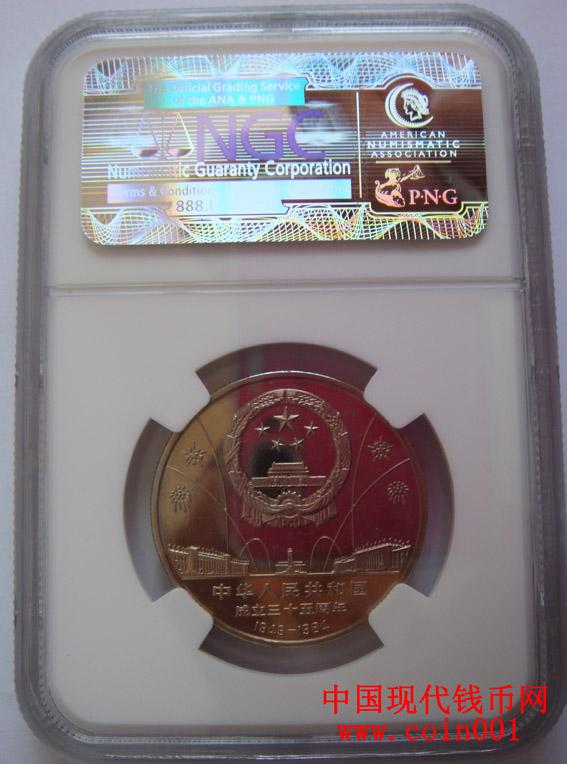 Official Grading Service
of the ANA & PNG
NGC
Numismatic Guaranty Corporation
Terms & Condition
888.
AMERICAN
NUMISMATIC
ASSOCIATION
P·N·G
中华人民共和国
成立三十五周年
1949-1984
中国现代钱币网
www.coin001